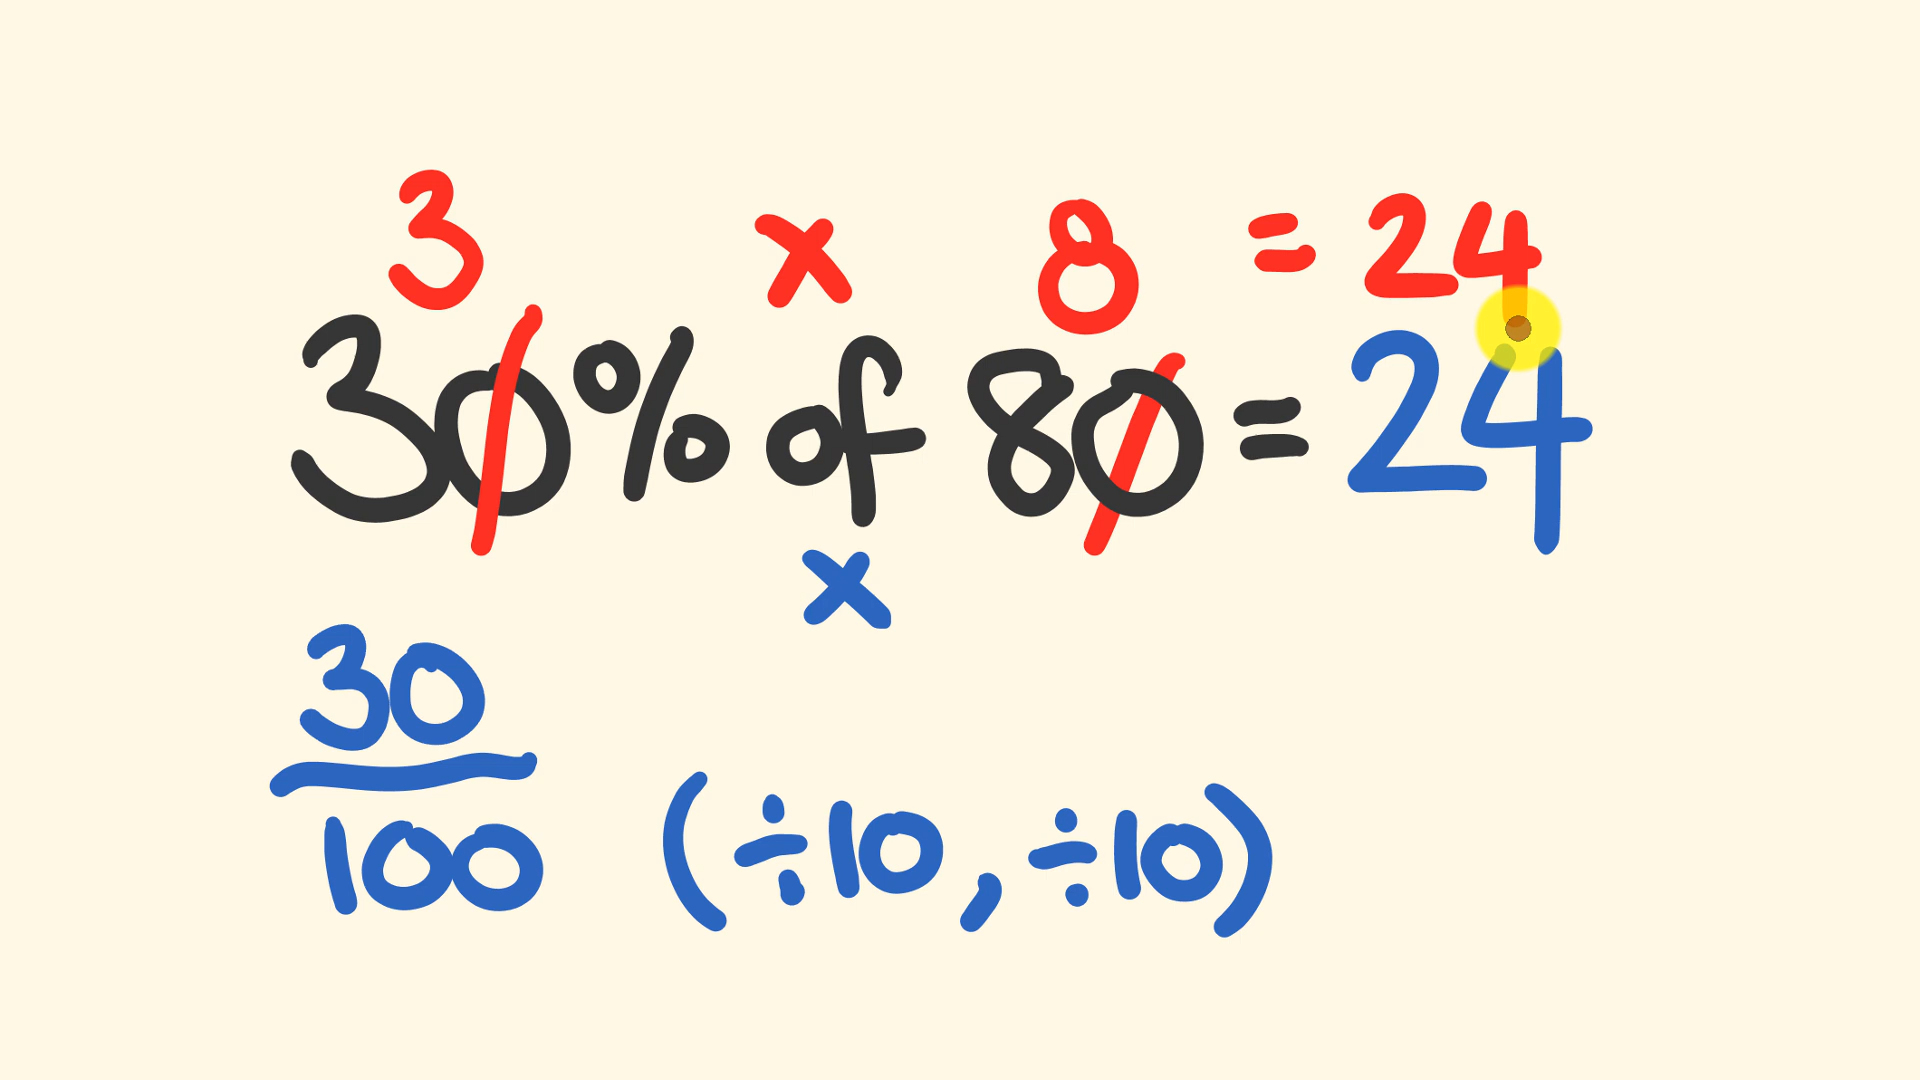 3 x 8 = 24
30% of 80 = 24
x
30
100 (÷10, ÷10)